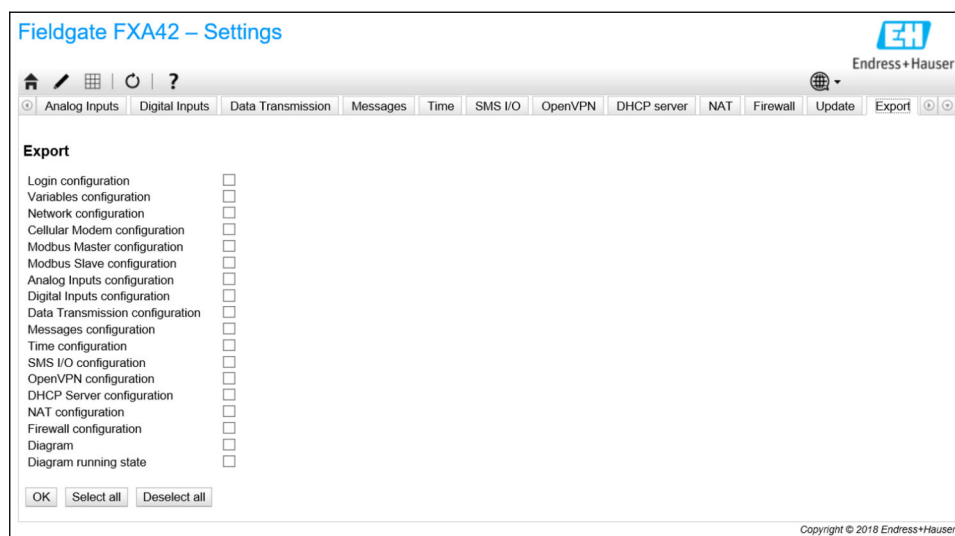 Fieldgate FXA42 – Settings
EH
Endress+Hauser
?
Analog Inputs Digital Inputs Data Transmission Messages Time SMS I/O OpenVPN DHCP server NAT Firewall Update Export
Export
Login configuration
Variables configuration
Network configuration
Cellular Modem configuration
Modbus Master configuration
Modbus Slave configuration
Analog Inputs configuration
Digital Inputs configuration
Data Transmission configuration
Messages configuration
Time configuration
SMS I/O configuration
OpenVPN configuration
DHCP Server configuration
NAT configuration
Firewall configuration
Diagram
Diagram running state
OK Select all Deselect all
Copyright © 2018 Endress+Hauser